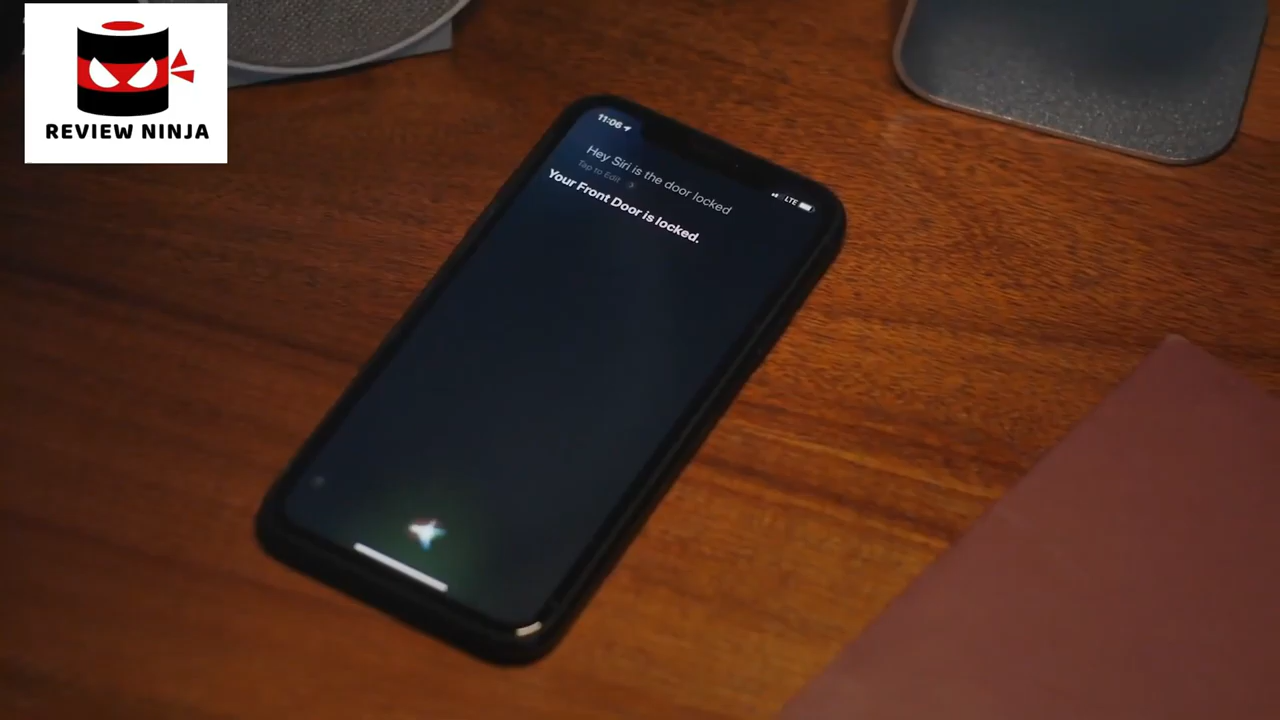 REVIEW NINJA
11:06
LTE
Hey Siri is the door locked
Tap to Edit
Your Front Door is locked.